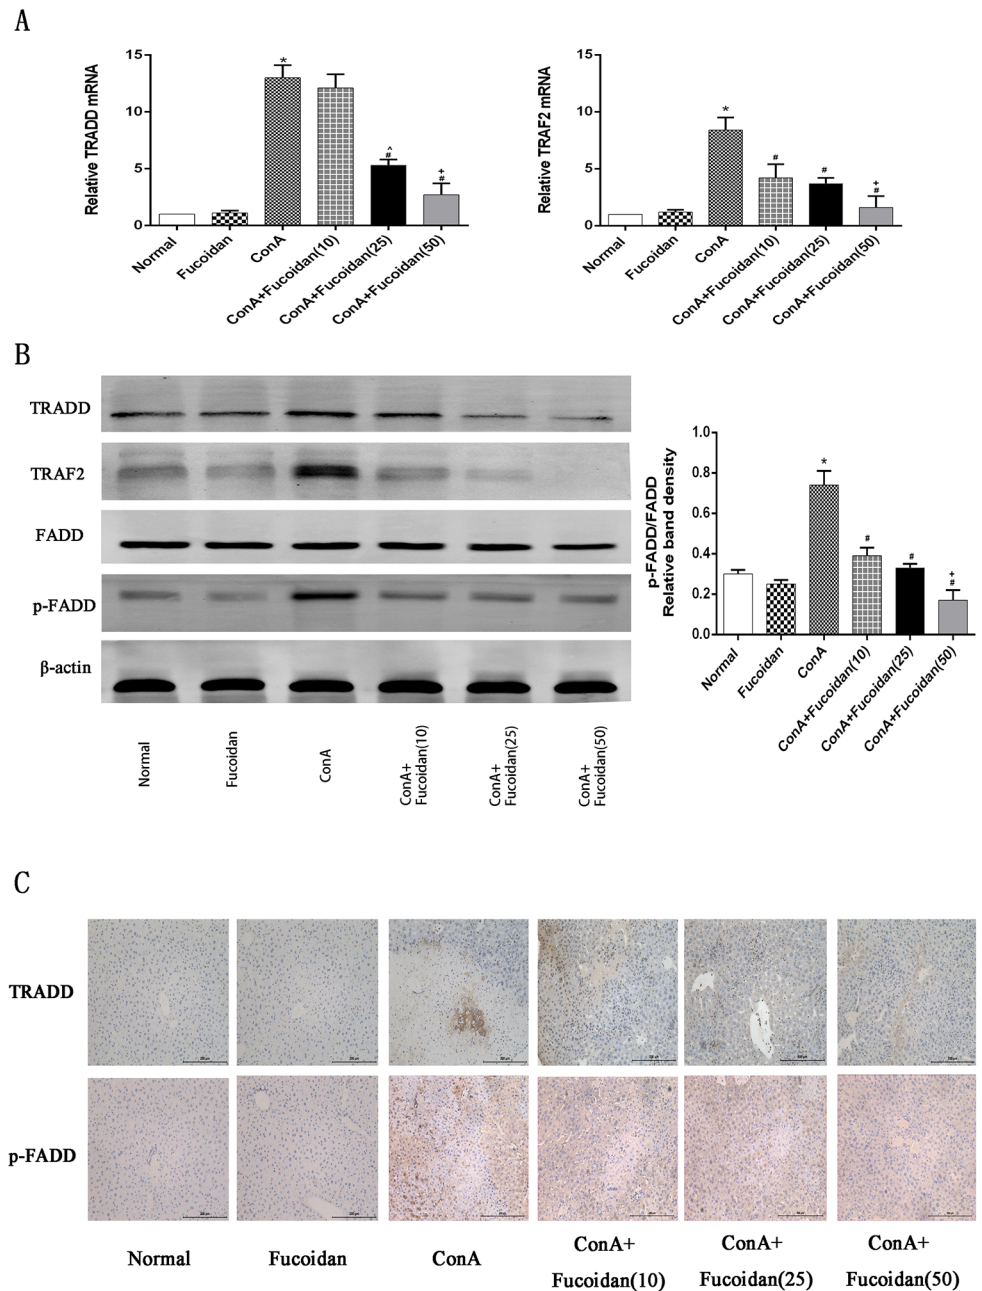 A
Relative TRADD mRNA
15
10
5
0
*
^
#
+
#
Normal
Fucoidan
ConA
ConA+Fucoidan(10)
ConA+Fucoidan(25)
ConA+Fucoidan(50)
Relative TRAF2 mRNA
15
10
5
0
*
#
#
+
#
Normal
Fucoidan
ConA
ConA+Fucoidan(10)
ConA+Fucoidan(25)
ConA+Fucoidan(50)
B
TRADD
TRAF2
FADD
p-FADD
β-actin
Normal
Fucoidan
ConA
ConA+
Fucoidan(10)
ConA+
Fucoidan(25)
ConA+
Fucoidan(50)
p-FADD/FADD
Relative band density
1.0
0.8
0.6
0.4
0.2
0.0
*
#
#
+
#
Normal
Fucoidan
ConA
ConA+Fucoidan(10)
ConA+Fucoidan(25)
ConA+Fucoidan(50)
C
TRADD
p-FADD
Normal
Fucoidan
ConA
ConA+
Fucoidan(10)
ConA+
Fucoidan(25)
ConA+
Fucoidan(50)